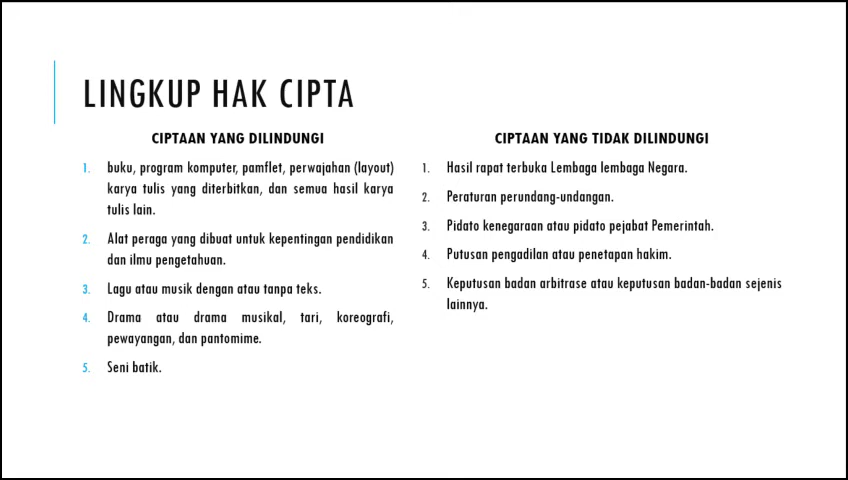 LINGKUP HAK CIPTA
CIPTAAN YANG DILINDUNGI
1. buku, program komputer, pamflet, perwajahan (layout)
karya tulis yang diterbitkan, dan semua hasil karya
tulis lain.
2. Alat peraga yang dibuat untuk kepentingan pendidikan
dan ilmu pengetahuan.
3. Lagu atau musik dengan atau tanpa teks.
4. Drama atau drama musikal, tari, koreografi,
pewayangan, dan pantomime.
5. Seni batik.
CIPTAAN YANG TIDAK DILINDUNGI
1. Hasil rapat terbuka Lembaga lembaga Negara.
2. Peraturan perundang-undangan.
3. Pidato kenegaraan atau pidato pejabat Pemerintah.
4. Putusan pengadilan atau penetapan hakim.
5. Keputusan badan arbitrase atau keputusan badan-badan sejenis
lainnya.